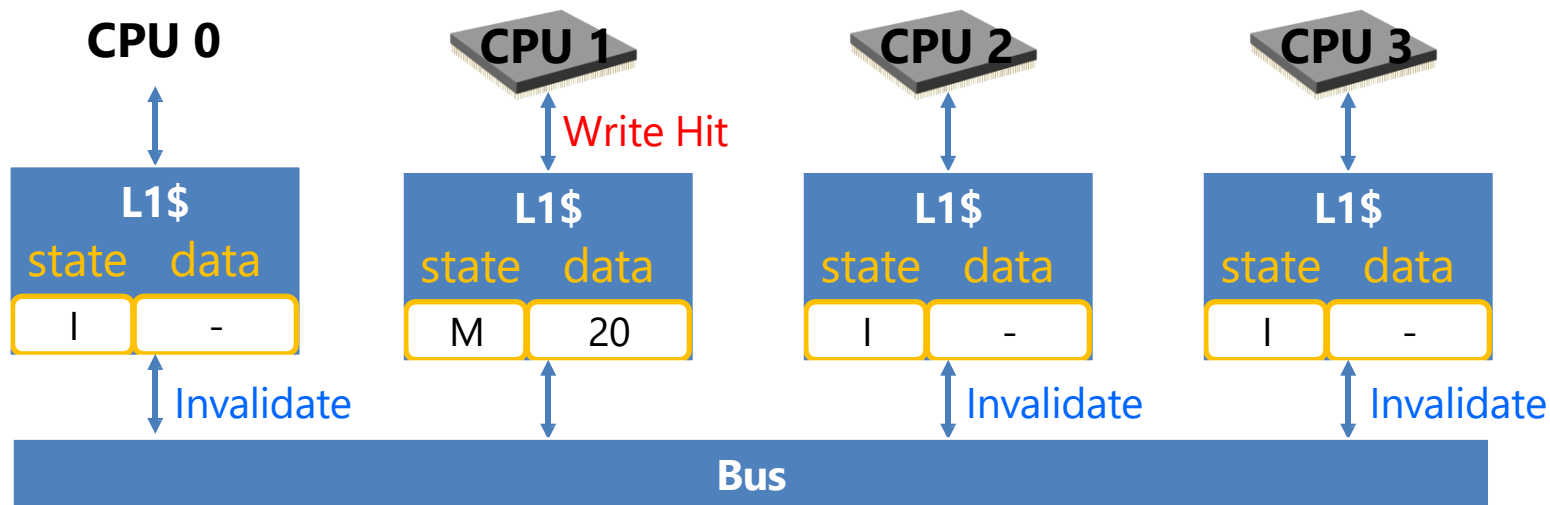 CPU 0 CPU 1 CPU 2 CPU 3
Write Hit
L1$ L1$ L1$ L1$
state data state data state data state data
I - M 20 I - I -
Invalidate Invalidate Invalidate
Bus